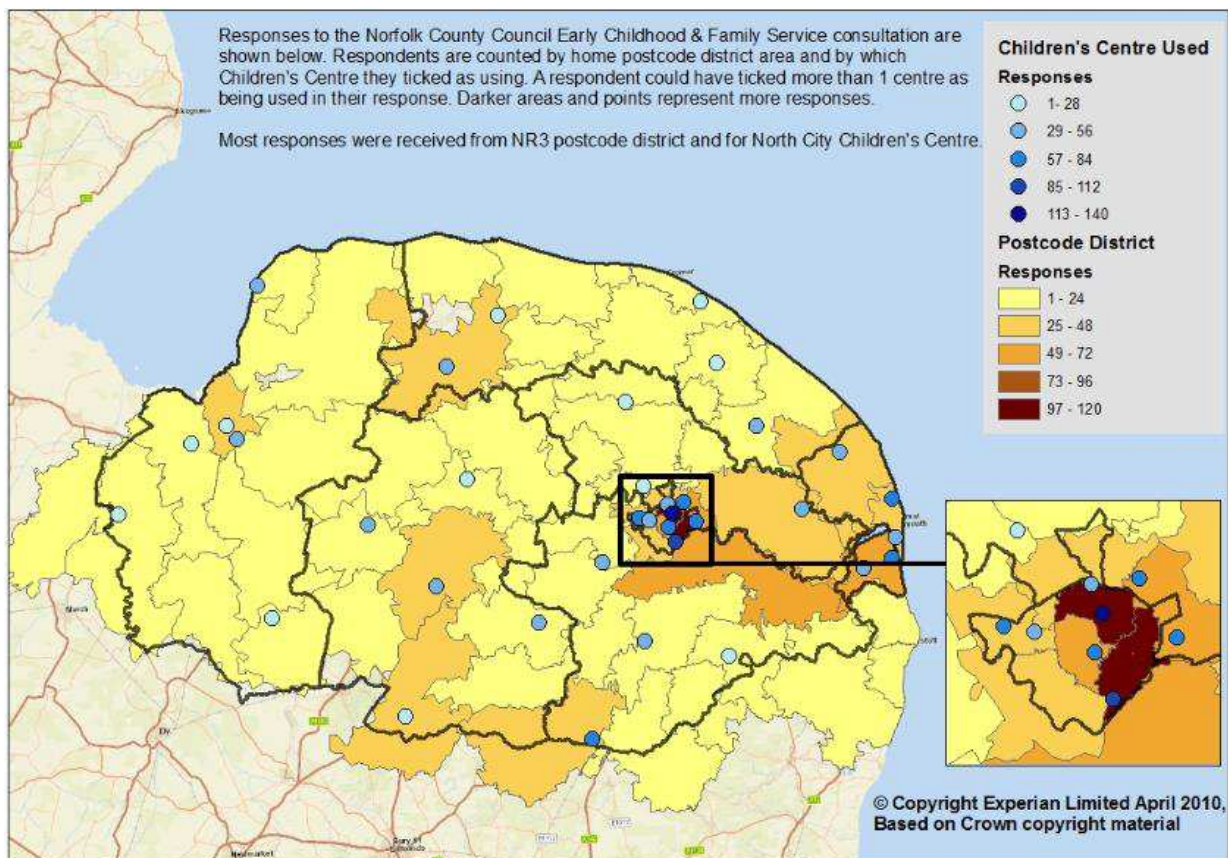 Responses to the Norfolk County Council Early Childhood & Family Service consultation are
shown below. Respondents are counted by home postcode district area and by which
Children's Centre they ticked as using. A respondent could have ticked more than 1 centre as
being used in their response. Darker areas and points represent more responses.
Most responses were received from NR3 postcode district and for North City Children's Centre.
Children's Centre Used
Responses
1- 28
29 - 56
57 - 84
85 - 112
113 - 140
Postcode District
Responses
1 - 24
25 - 48
49 - 72
73 - 96
97 - 120
March
Ely
Newmarket
© Copyright Experian Limited April 2010,
Based on Crown copyright material